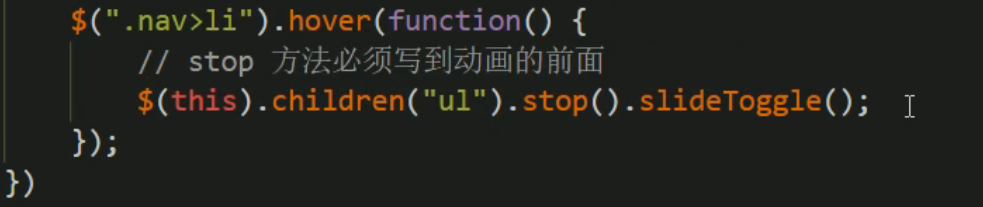 $(".nav>li").hover(function() {
// stop 方法必须写到动画的前面
$(this).children("ul").stop().slideToggle();
});
})